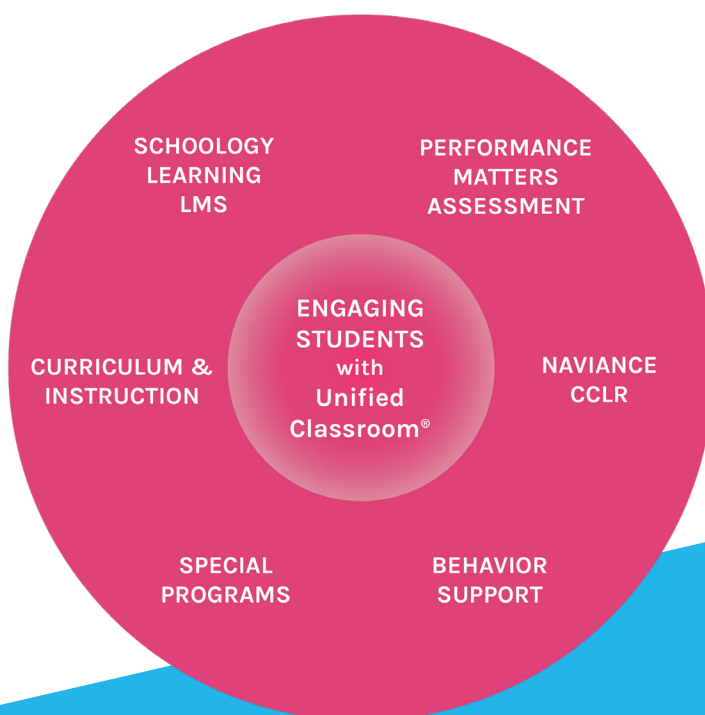 SCHOOLOGY
LEARNING
LMS
PERFORMANCE
MATTERS
ASSESSMENT
ENGAGING
STUDENTS
with
Unified
Classroom®
CURRICULUM &
INSTRUCTION
NAVIANCE
CCLR
SPECIAL
PROGRAMS
BEHAVIOR
SUPPORT